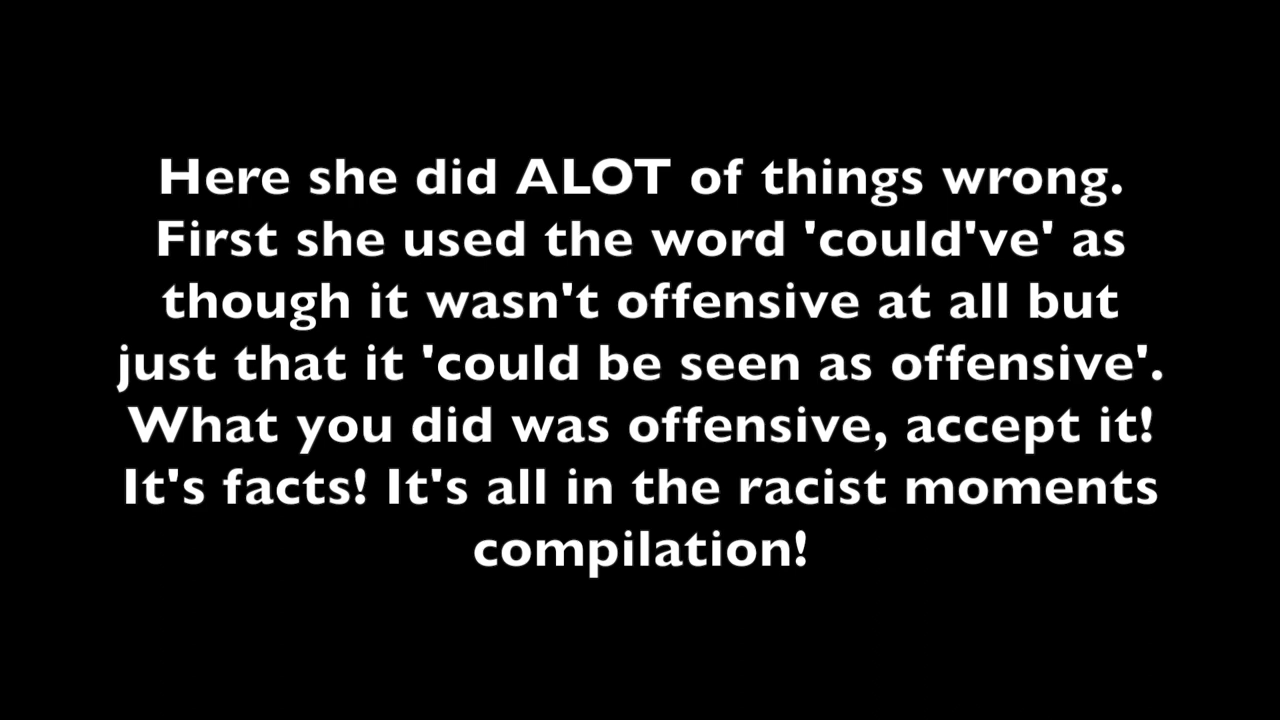 Here she did ALOT of things wrong.
First she used the word 'could've' as
though it wasn't offensive at all but
just that it 'could be seen as offensive'.
What you did was offensive, accept it!
It's facts! It's all in the racist moments
compilation!